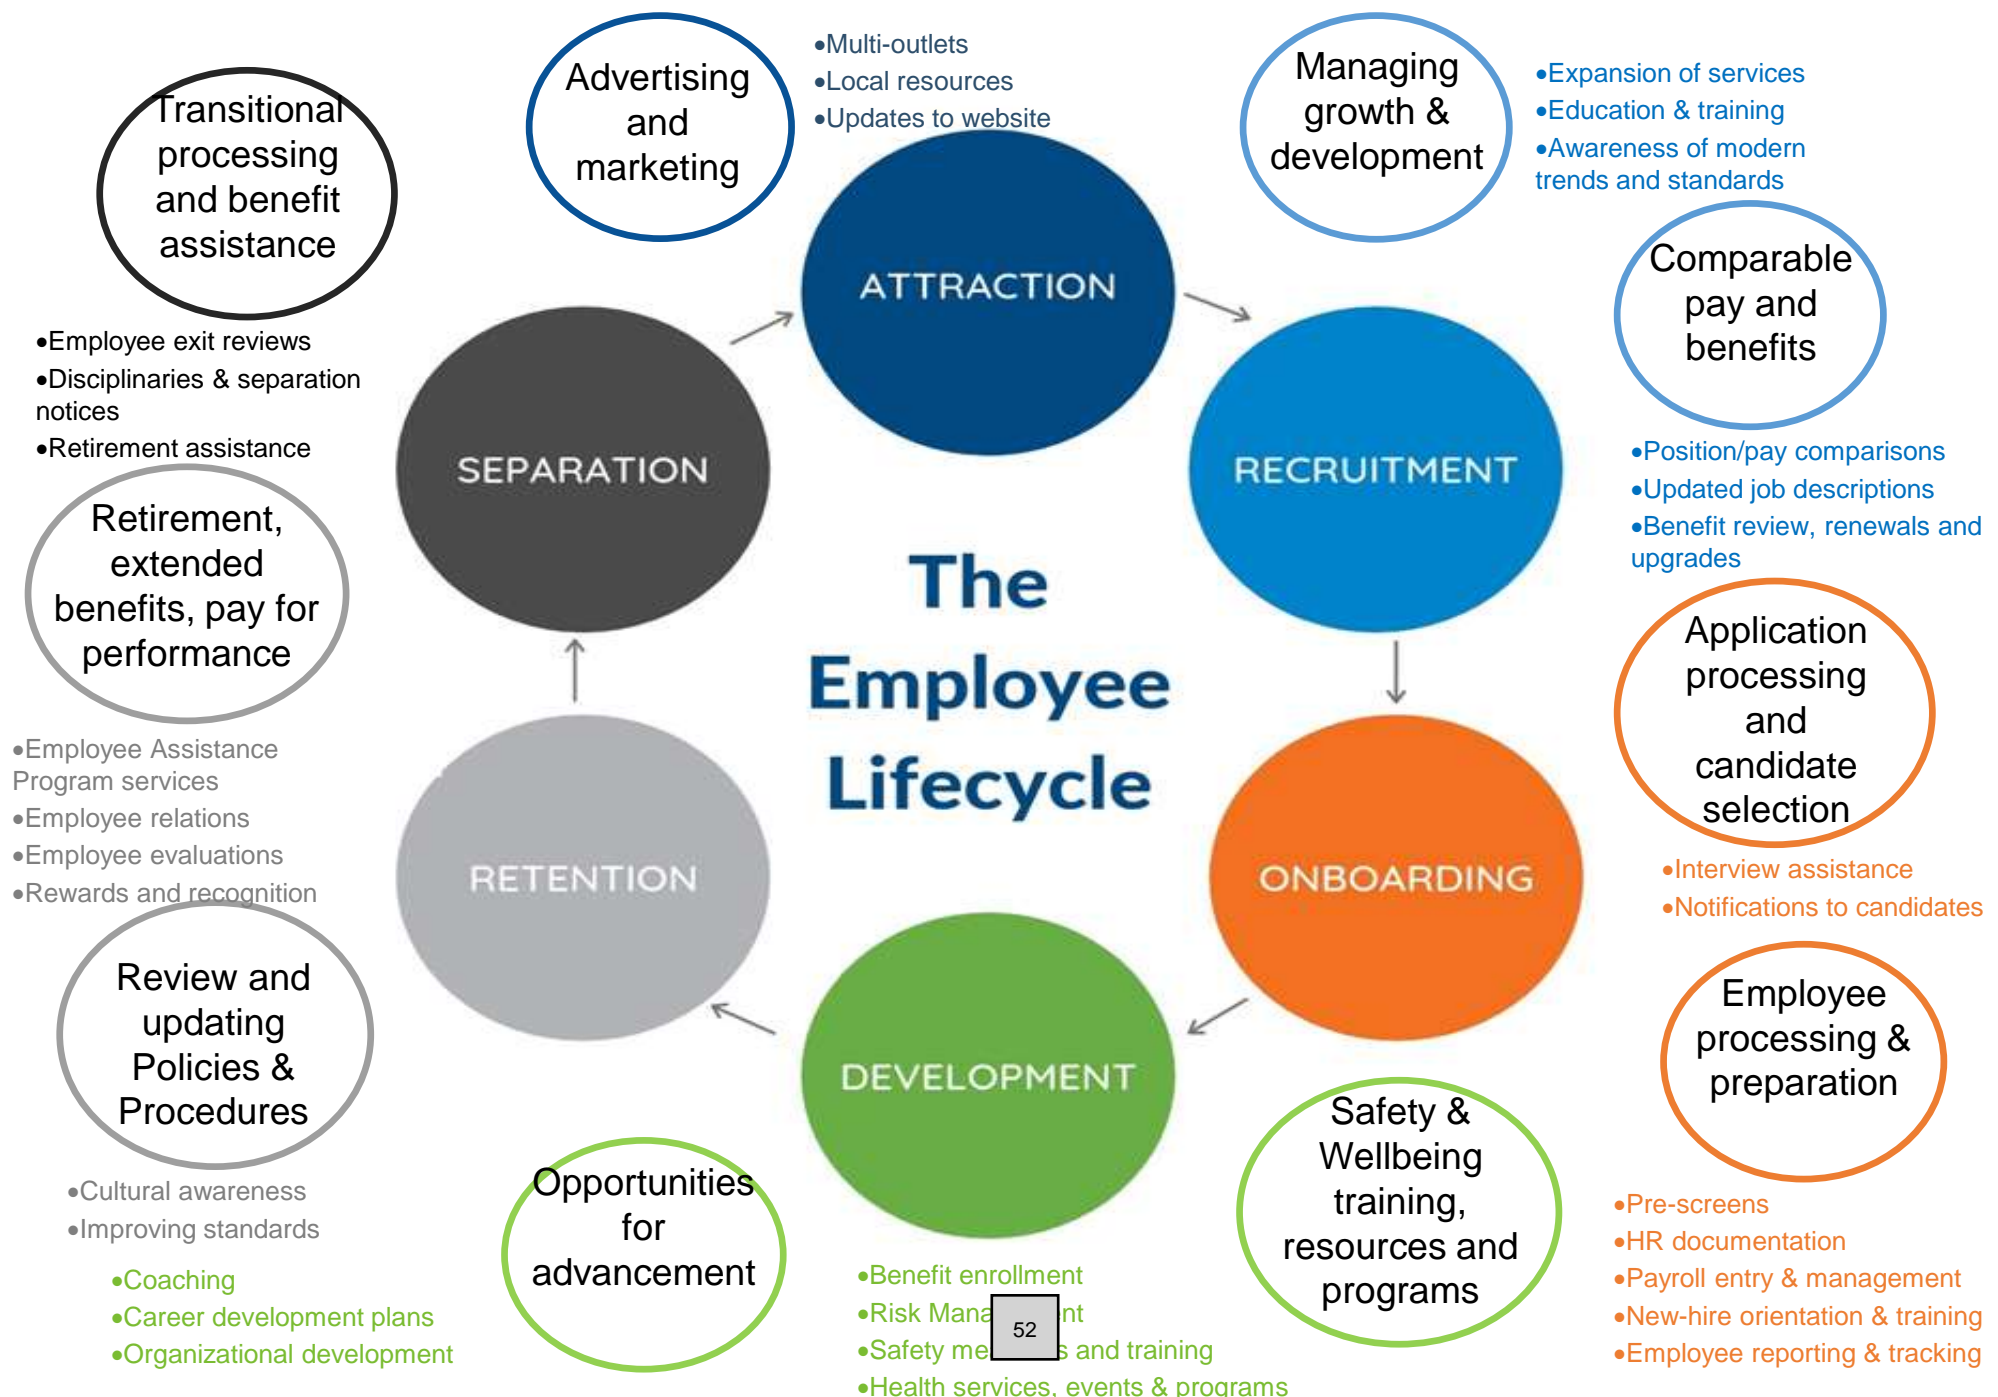 Advertising
and
marketing
•Multi-outlets
•Local resources
•Updates to website
Managing
growth &
development
•Expansion of services
•Education & training
•Awareness of modern
trends and standards
Transitional
processing
and benefit
assistance
•Employee exit reviews
•Disciplinaries & separation
notices
•Retirement assistance
ATTRACTION
Comparable
pay and
benefits
•Position/pay comparisons
•Updated job descriptions
•Benefit review, renewals and
upgrades
SEPARATION
RECRUITMENT
The
Employee
Lifecycle
Retirement,
extended
benefits, pay for
performance
•Employee Assistance
Program services
•Employee relations
•Employee evaluations
•Rewards and recognition
Application
processing
and
candidate
selection
•Interview assistance
•Notifications to candidates
RETENTION
ONBOARDING
DEVELOPMENT
Review and
updating
Policies &
Procedures
•Cultural awareness
•Improving standards
Employee
processing &
preparation
•Pre-screens
•HR documentation
•Payroll entry & management
•New-hire orientation & training
•Employee reporting & tracking
Opportunities
for
advancement
•Coaching
•Career development plans
•Organizational development
Safety &
Wellbeing
training,
resources and
programs
•Benefit enrollment
•Risk
•Safety and training
•Health services, events & programs
52